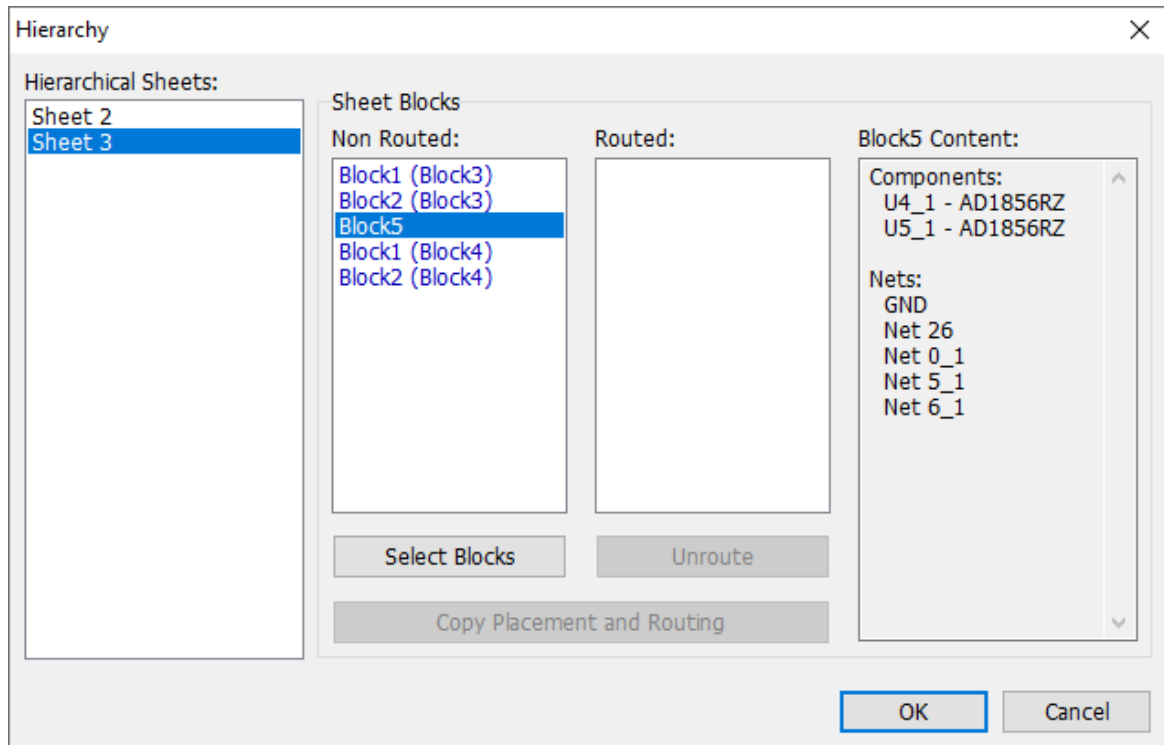 Hierarchy
Hierarchical Sheets:
Sheet 2
Sheet 3
Sheet Blocks
Non Routed:
Block1 (Block3)
Block2 (Block3)
Block5
Block1 (Block4)
Block2 (Block4)
Select Blocks
Routed:
Unroute
Copy Placement and Routing
Block5 Content:
Components:
U4_1 - AD1856RZ
U5_1 - AD1856RZ
Nets:
GND
Net 26
Net 0_1
Net 5_1
Net 6_1
OK
Cancel